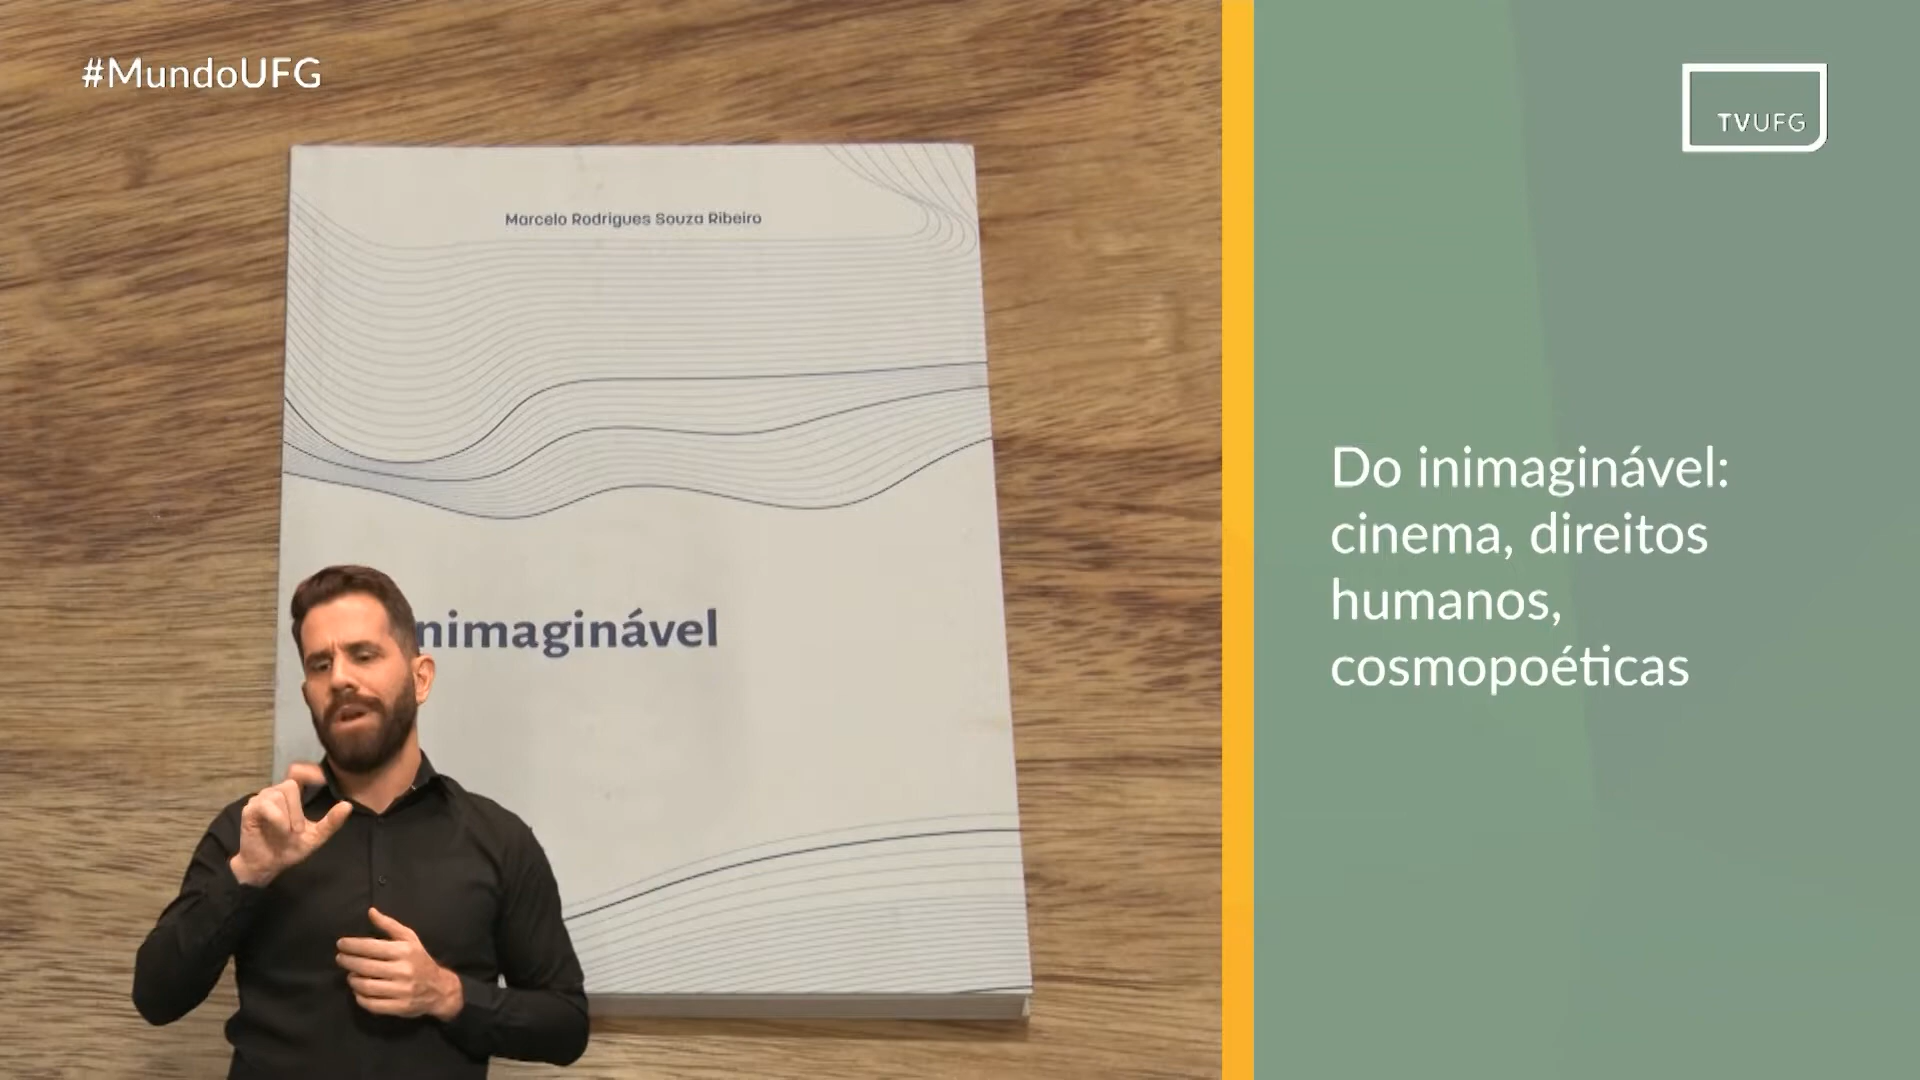 #MundoUFG
TVUFG
Marcelo Rodrigues Souza Ribeiro
nimaginável
Do inimaginável:
cinema, direitos
humanos,
cosmopoéticas